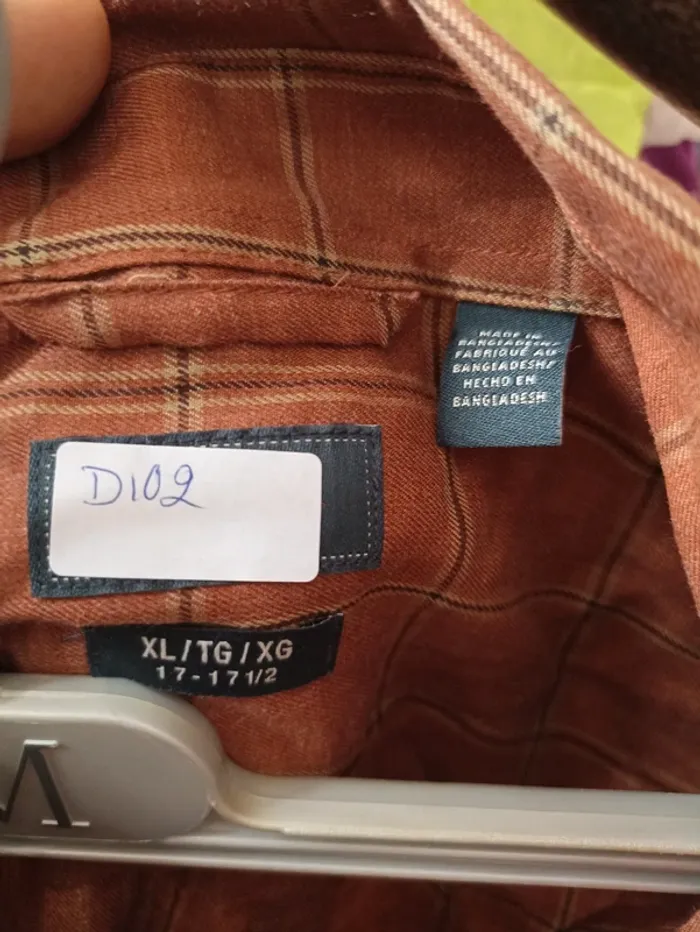 MADE IN
BANGLADESH/
FABRIQUÉ AU
BANGLADESH/
HECHO EN
BANGLADESH
D102
XL/TG/XG
17-17 1/2